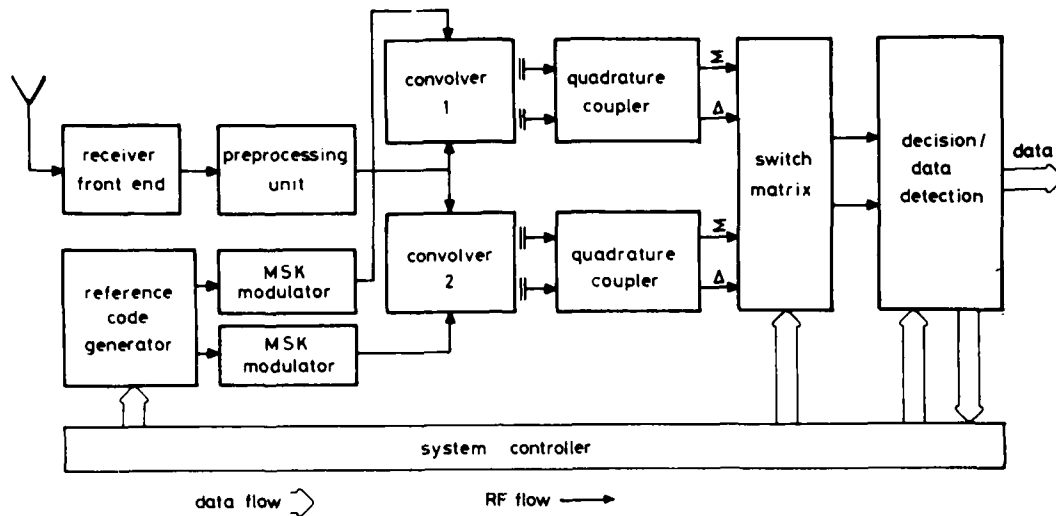 receiver
front end
preprocessing
unit
convolver
1
quadrature
coupler
M
Δ
switch
matrix
decision/
data
detection
data
reference
code
generator
MSK
modulator
MSK
modulator
convolver
2
quadrature
coupler
M
Δ
system controller
data flow
RF flow